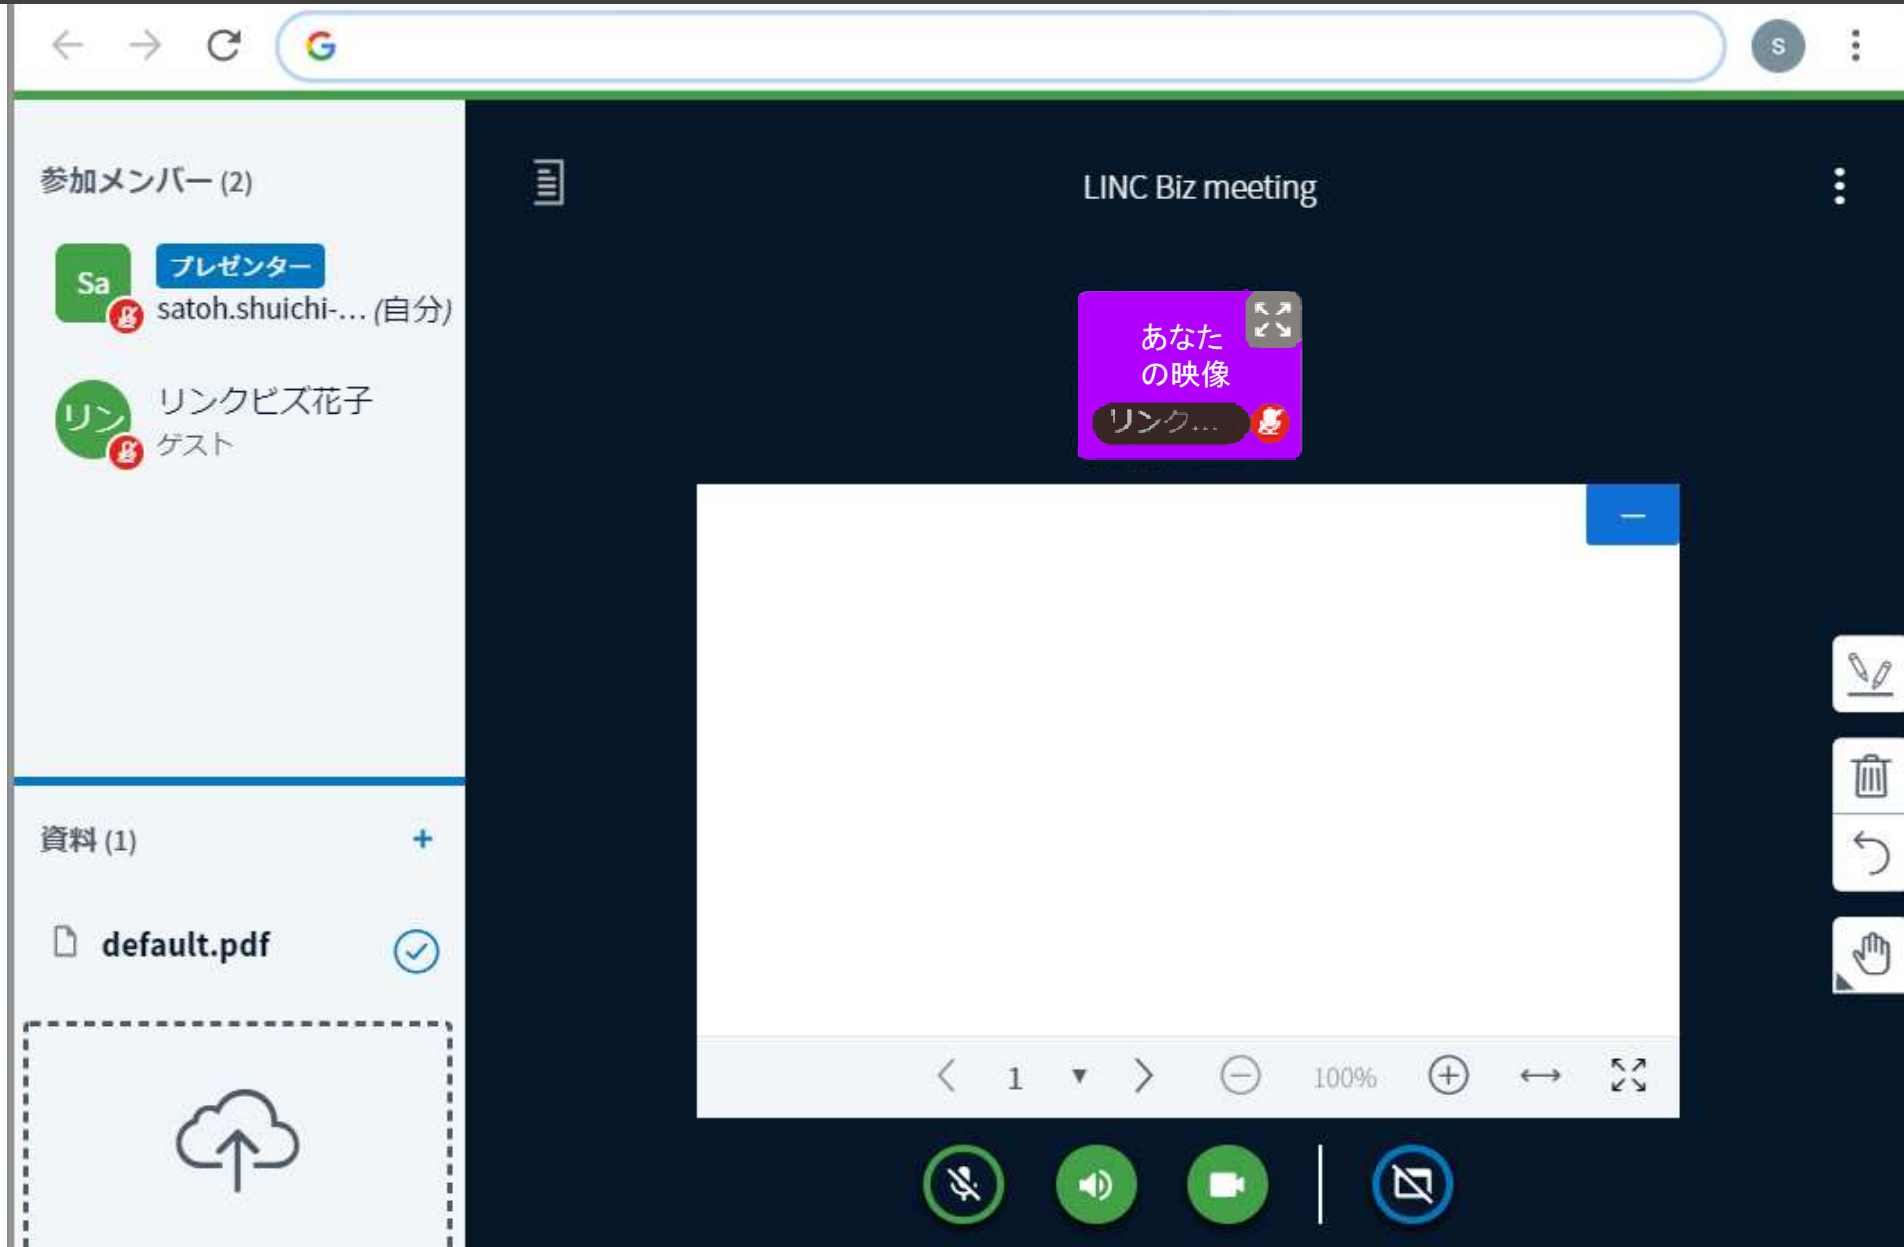 S
参加メンバー (2)
LINC Biz meeting
Sa
プレゼンター
satoh.shuichi-... (自分)
リン
リンクビズ花子
ゲスト
あなた
の映像
リンク...
資料 (1)
+
default.pdf
1
100%